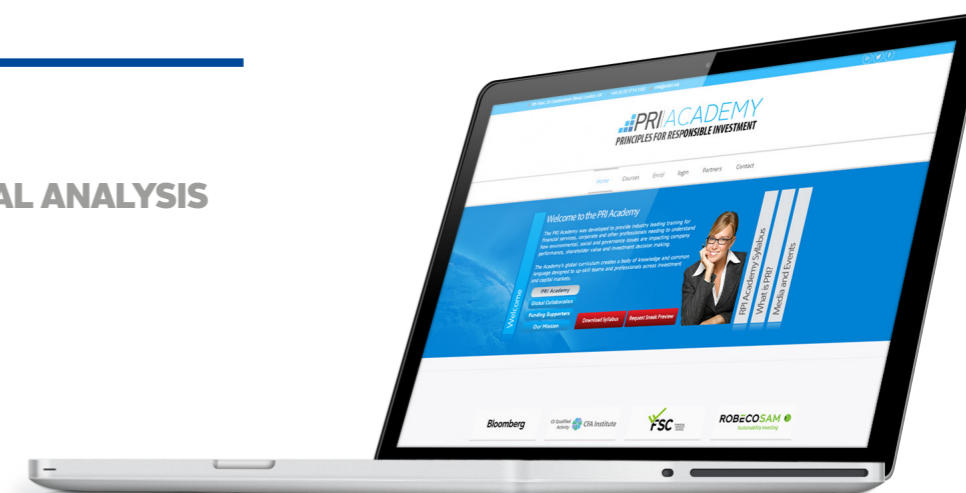 AL ANALYSIS
PRI ACADEMY
PRINCIPLES FOR RESPONSIBLE INVESTMENT
Home Courses Enrol login Partners Contact
Welcome
Welcome to the PRI Academy
The PRI Academy was developed to provide industry leading training for
financial services, corporate and other professionals needing to understand
how environmental, social and governance issues are impacting company
performance, shareholder value and investment decision making.
The Academy's global curriculum creates a body of knowledge and common
language designed to up-skill teams and professionals across investment
and capital markets.
PRI Academy
Global Collaboration
Funding Supporters
Our Mission
Download Syllabus
Request Sneak Preview
RPI Academy Syllabus
What is PRI?
Media and Events
Bloomberg
CFA Institute
FSC
ROBECOSAM
Sustainability Investing